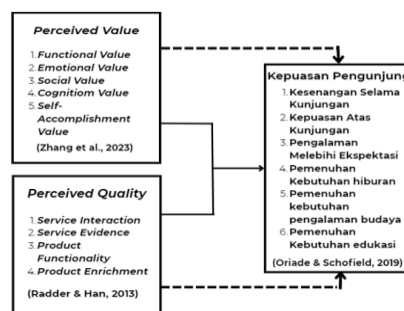 Perceived Value
1. Functional Value
2. Emotional Value
3. Social Value
4. Cognitiom Value
5. Self-
Accomplishment
Value
(Zhang et al., 2023)
Perceived Quality
1. Service Interaction
2. Service Evidence
3. Product
Functionality
4. Product Enrichment
(Radder & Han, 2013)
Kepuasan Pengunjung
1. Kesenangan Selama
Kunjungan
2. Kepuasan Atas
Kunjungan
3. Pengalaman
Melebihi Ekspektasi
4. Pemenuhan
Kebutuhan hiburan
5. Pemenuhan
kebutuhan
pengalaman budaya
6. Pemenuhan
Kebutuhan edukasi
(Oriade & Schofield, 2019)